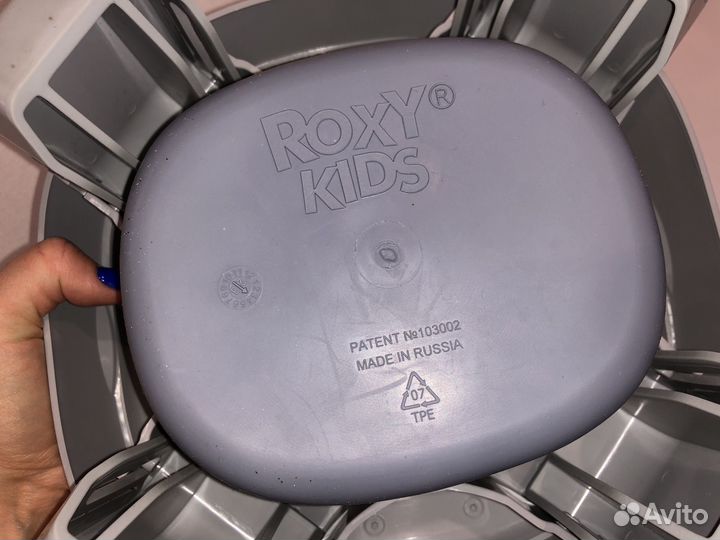 ROXY®
KIDS
PATENT №103002
MADE IN RUSSIA
07
TPE
Avito